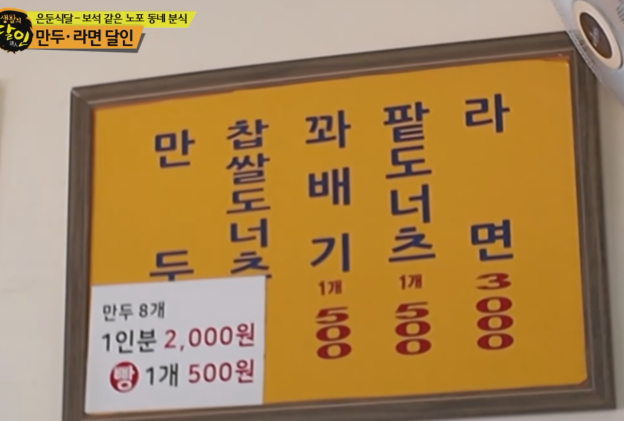 생활의
달인
은둔식달-보석 같은 노포 동네 분식
만두·라면 달인
만두
찹쌀도너츠
꽈배기
1개
500
팥도너츠
1개
500
라면
3000
만두 8개
1인분 2,000원
빵 1개 500원